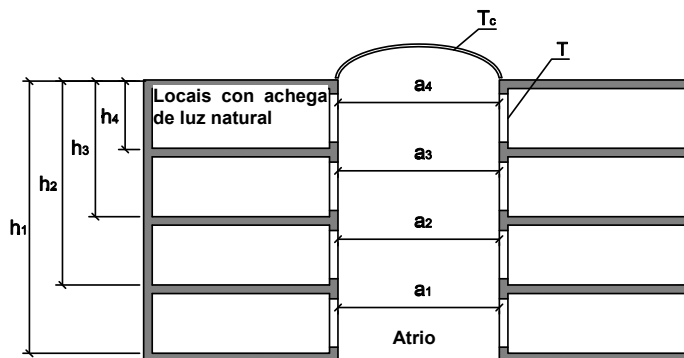 Tc
T
Locais con achega
de luz natural
a4
h4
a3
h3
h2
a2
h1
a1
Atrio